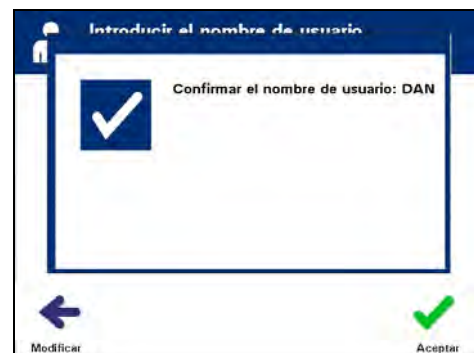 Introducir el nombre de usuario
Confirmar el nombre de usuario: DAN
Modificar
Aceptar